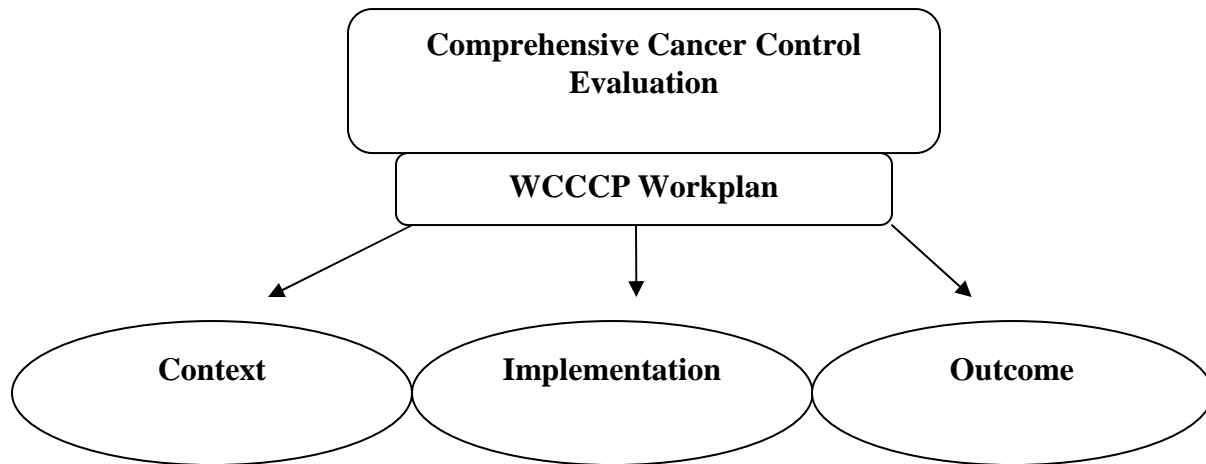 Comprehensive Cancer Control
Evaluation
WCCCP Workplan
Context
Implementation
Outcome